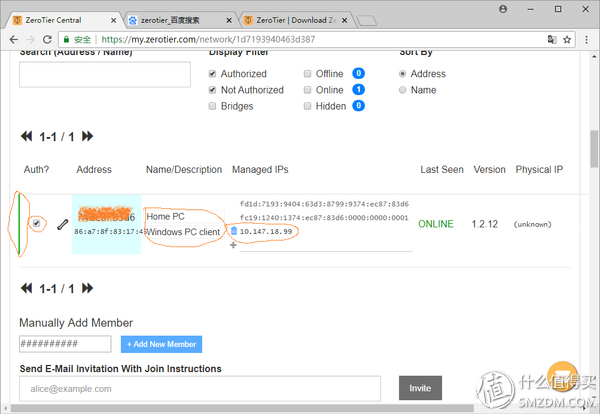 ZeroTier Central
zerotier_百度搜索
ZeroTier | Download Ze
安全
https://my.zerotier.com/network/1d7193940463d387
Search (Address / Name)
Display Filter
Sort By
Authorized
Offline 0
Address
Not Authorized
Online 1
Name
Bridges
Hidden 0
1-1 / 1
Auth?
Address
Name/Description
Managed IPs
Last Seen
Version
Physical IP
fd1d:7193:9404:63d3:8799:9374:ec87:83d6
Home PC
fc19:1240:1374:ec87:83d6:0000:0000:0001
86:a7:8f:83:17:4
Windows PC client
10.147.18.99
ONLINE
1.2.12
(unknown)
1-1 / 1
Manually Add Member
##########
+ Add New Member
Send E-Mail Invitation With Join Instructions
alice@example.com
Invite
值 什么值得买
SMZDM.COM